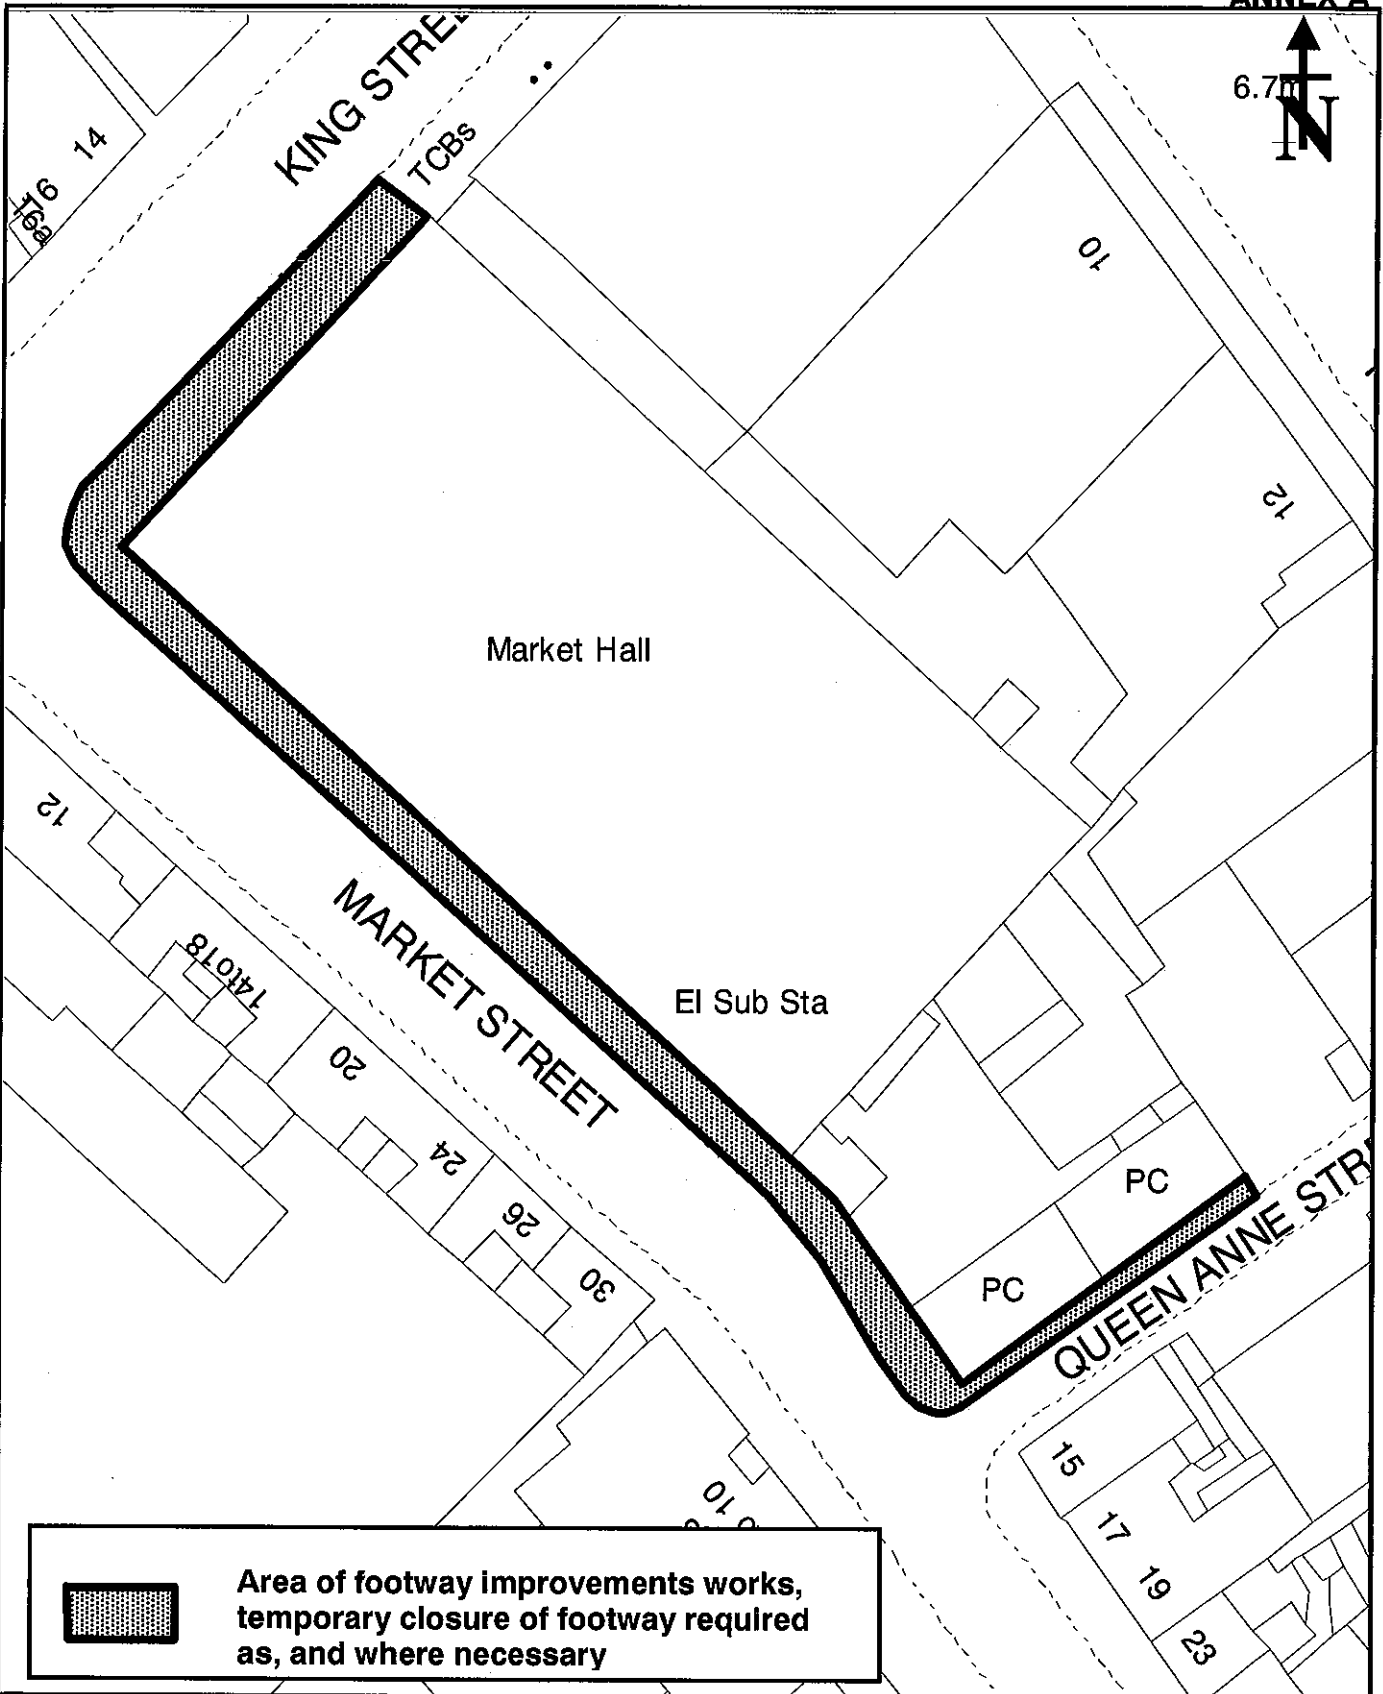 ANNEX A
KING STREE
TCBs
6.7m
N
14
16
16a
10
12
Market Hall
12
14to18
MARKET STREET
El Sub Sta
20
24
26
30
PC
PC
QUEEN ANNE STR
10
15
17
19
23
Area of footway improvements works,
temporary closure of footway required
as, and where necessary